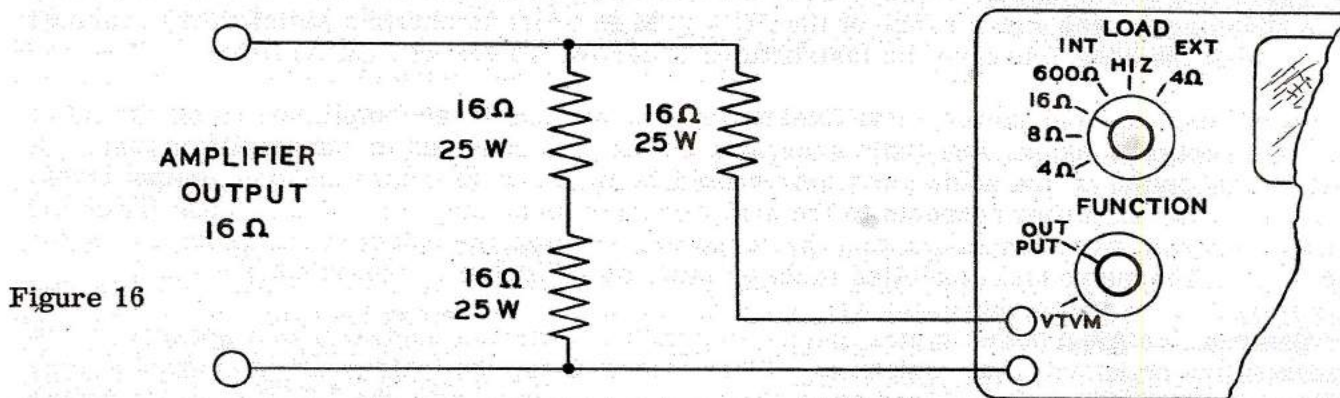 16Ω
25 W
16Ω
25 W
16Ω
25 W
AMPLIFIER
OUTPUT
16Ω
Figure 16
LOAD
INT
EXT
600Ω
HI Z
4Ω
16Ω
8Ω
4Ω
FUNCTION
OUT
PUT
VTVM